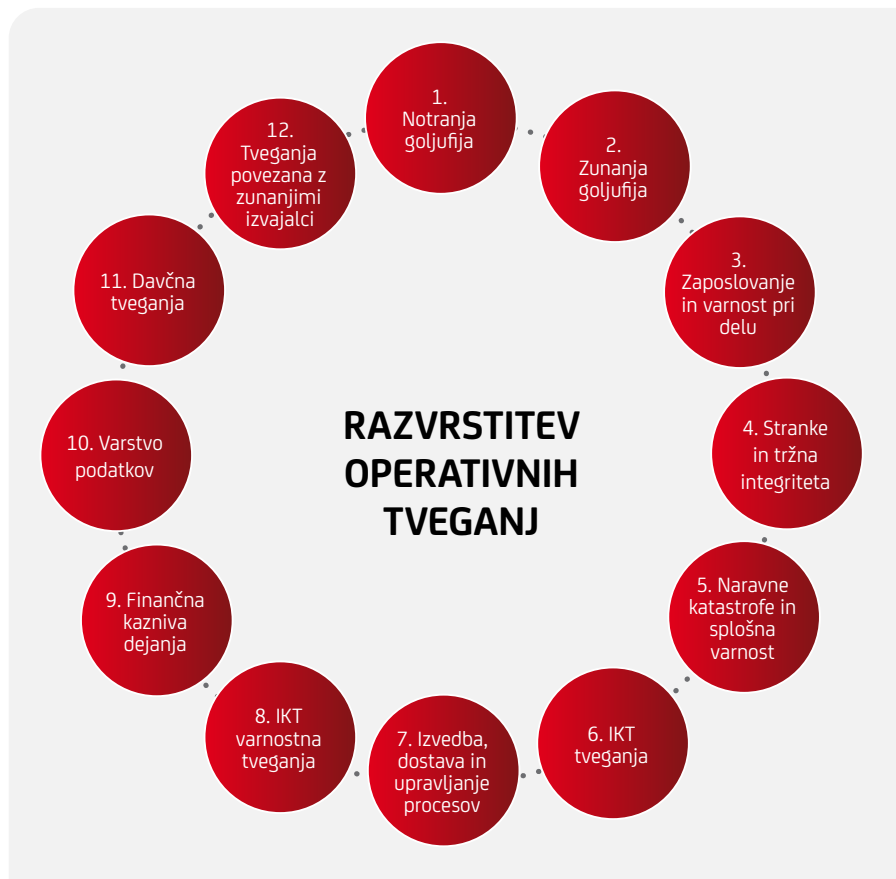 1.
Notranja
goljufija
2.
Zunanja
goljufija
3.
Zaposlovanje
in varnost pri
delu
4. Stranke
in tržna
integriteta
5. Naravne
katastrofe in
splošna
varnost
6. IKT
tveganja
7. Izvedba,
dostava in
upravljanje
procesov
8. IKT
varnostna
tveganja
9. Finančna
kazniva
dejanja
10. Varstvo
podatkov
11. Davčna
tveganja
12.
Tveganja
povezana z
zunanjimi
izvajalci
RAZVRSTITEV
OPERATIVNIH
TVEGANJ